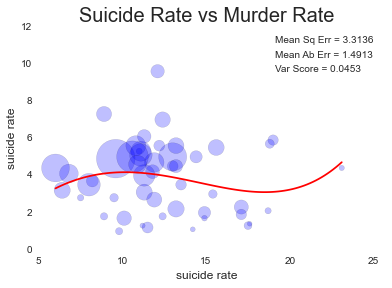 Suicide Rate vs Murder Rate
Mean Sq Err = 3.3136
Mean Ab Err = 1.4913
Var Score = 0.0453
suicide rate
12
10
8
6
4
2
0
5
10
15
20
25
suicide rate